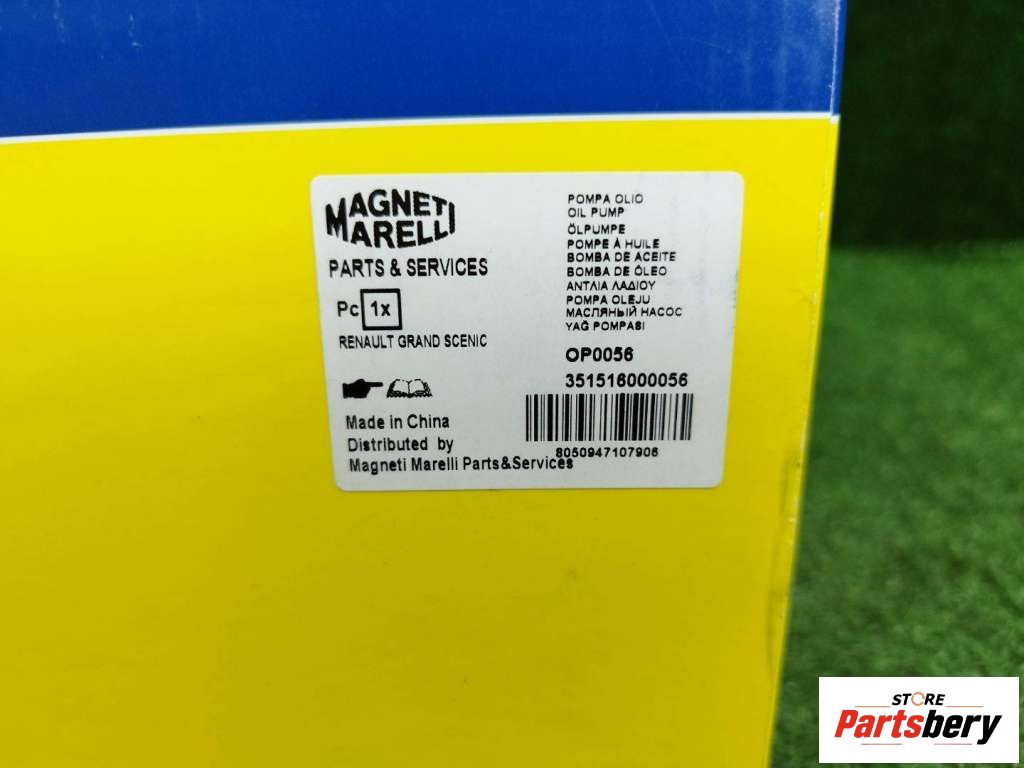 MAGNETI
MARELLI
PARTS & SERVICES
Pc 1x
RENAULT GRAND SCENIC
Made in China
Distributed by
Magneti Marelli Parts&Services
POMPA OLIO
OIL PUMP
ÖLPUMPE
POMPE À HUILE
BOMBA DE ACEITE
BOMBA DE ÓLEO
ΑΝΤΛΙΑ ΛΑΔΙΟΥ
POMPA OLEJU
МАСЛЯНЫЙ НАСОС
YAĞ POMPASI
OP0056
351516000056
8050947107906
STORE
Partsbery